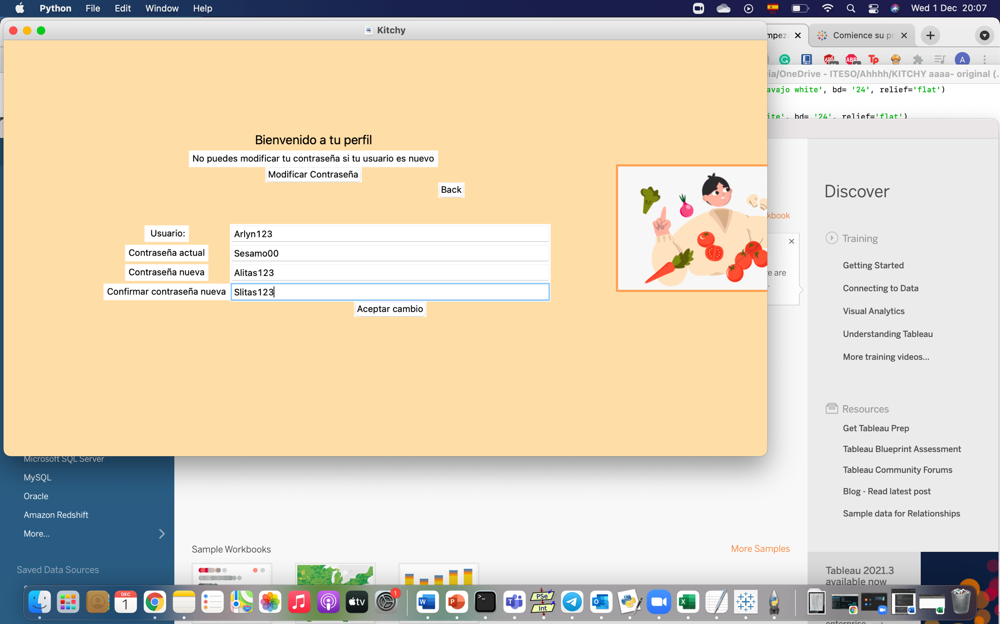 Python File Edit Window Help
ISO
Wed 1 Dec 20:07
Kitchy
Comience su pr
A
ia/OneDrive - ITESO/Ahhhh/KITCHY aaaa- original (..
avajo white', bd= '24', relief='flat')
ite', bd= '24', relief='flat')
Bienvenido a tu perfil
No puedes modificar tu contraseña si tu usuario es nuevo
Modificar Contraseña
Back
Usuario: Arlyn123
Contraseña actual Sesamo00
Contraseña nueva Alitas123
Confirmar contraseña nueva Slitas123
Aceptar cambio
kbook
e are
Discover
Training
Getting Started
Connecting to Data
Visual Analytics
Understanding Tableau
More training videos...
Resources
Get Tableau Prep
Tableau Blueprint Assessment
Tableau Community Forums
Blog - Read latest post
Sample data for Relationships
Microsoft SQL Server
MySQL
Oracle
Amazon Redshift
More...
Saved Data Sources
Sample Workbooks
More Samples
Tableau 2021.3
available now
DEC
1
tv
1
W
P
T
PSe
Int
O
X